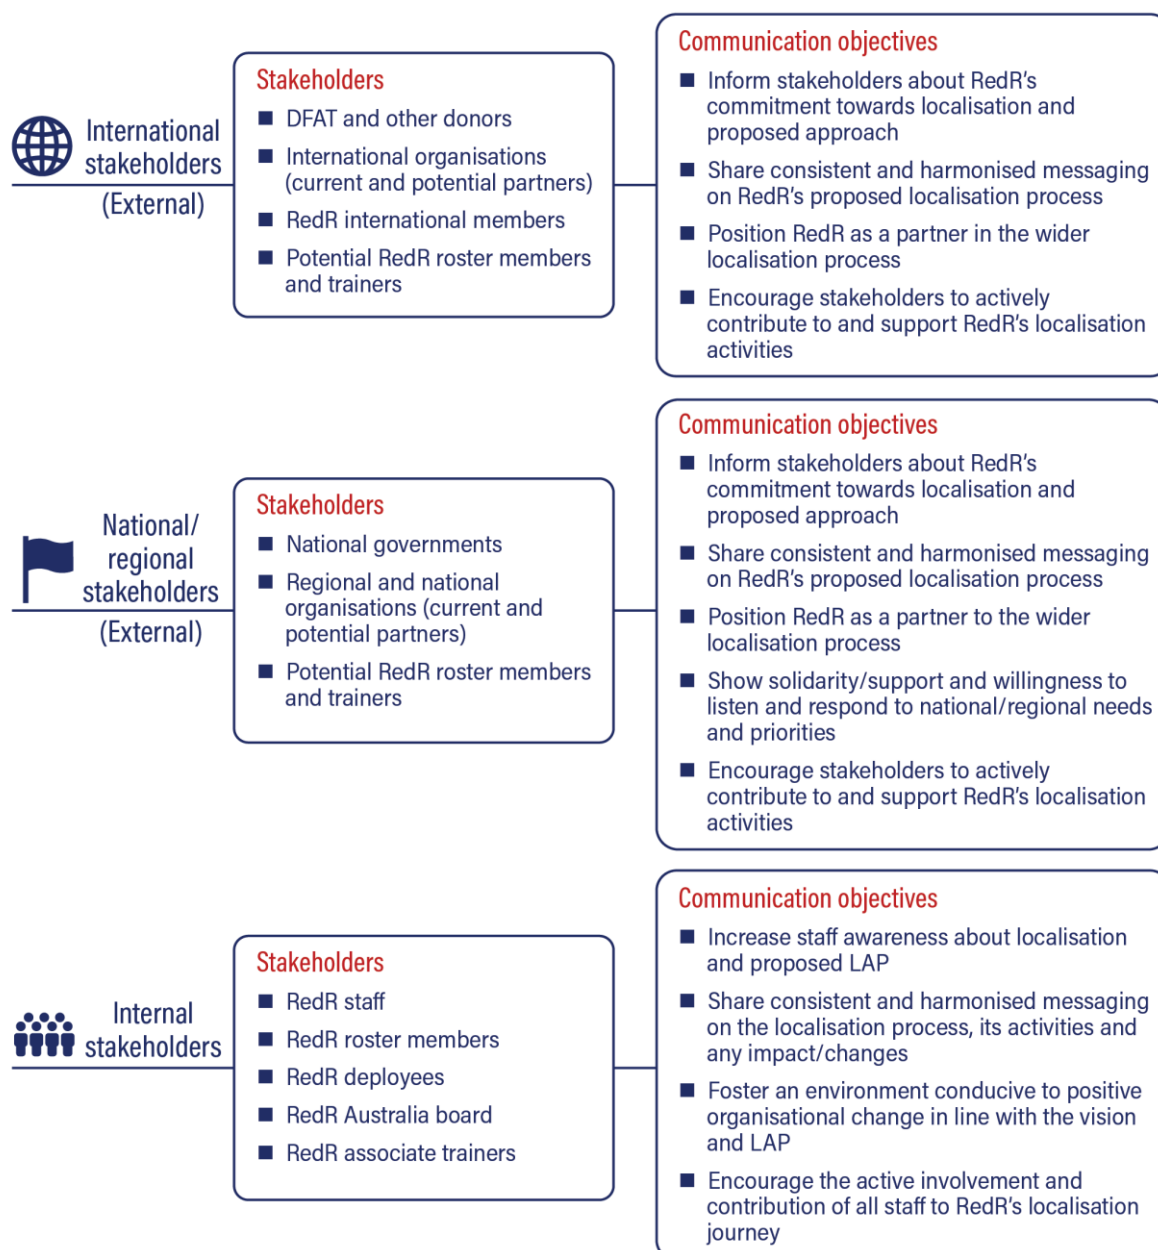 International
stakeholders
(External)
Stakeholders
■ DFAT and other donors
■ International organisations
(current and potential partners)
■ RedR international members
■ Potential RedR roster members
and trainers
Communication objectives
■ Inform stakeholders about RedR’s
commitment towards localisation and
proposed approach
■ Share consistent and harmonised messaging
on RedR’s proposed localisation process
■ Position RedR as a partner in the wider
localisation process
■ Encourage stakeholders to actively
contribute to and support RedR’s localisation
activities
National/
regional
stakeholders
(External)
Stakeholders
■ National governments
■ Regional and national
organisations (current and
potential partners)
■ Potential RedR roster members
and trainers
Communication objectives
■ Inform stakeholders about RedR’s
commitment towards localisation and
proposed approach
■ Share consistent and harmonised messaging
on RedR’s proposed localisation process
■ Position RedR as a partner to the wider
localisation process
■ Show solidarity/support and willingness to
listen and respond to national/regional needs
and priorities
■ Encourage stakeholders to actively
contribute to and support RedR’s localisation
activities
Internal
stakeholders
Stakeholders
■ RedR staff
■ RedR roster members
■ RedR deployees
■ RedR Australia board
■ RedR associate trainers
Communication objectives
■ Increase staff awareness about localisation
and proposed LAP
■ Share consistent and harmonised messaging
on the localisation process, its activities and
any impact/changes
■ Foster an environment conducive to positive
organisational change in line with the vision
and LAP
■ Encourage the active involvement and
contribution of all staff to RedR’s localisation
journey